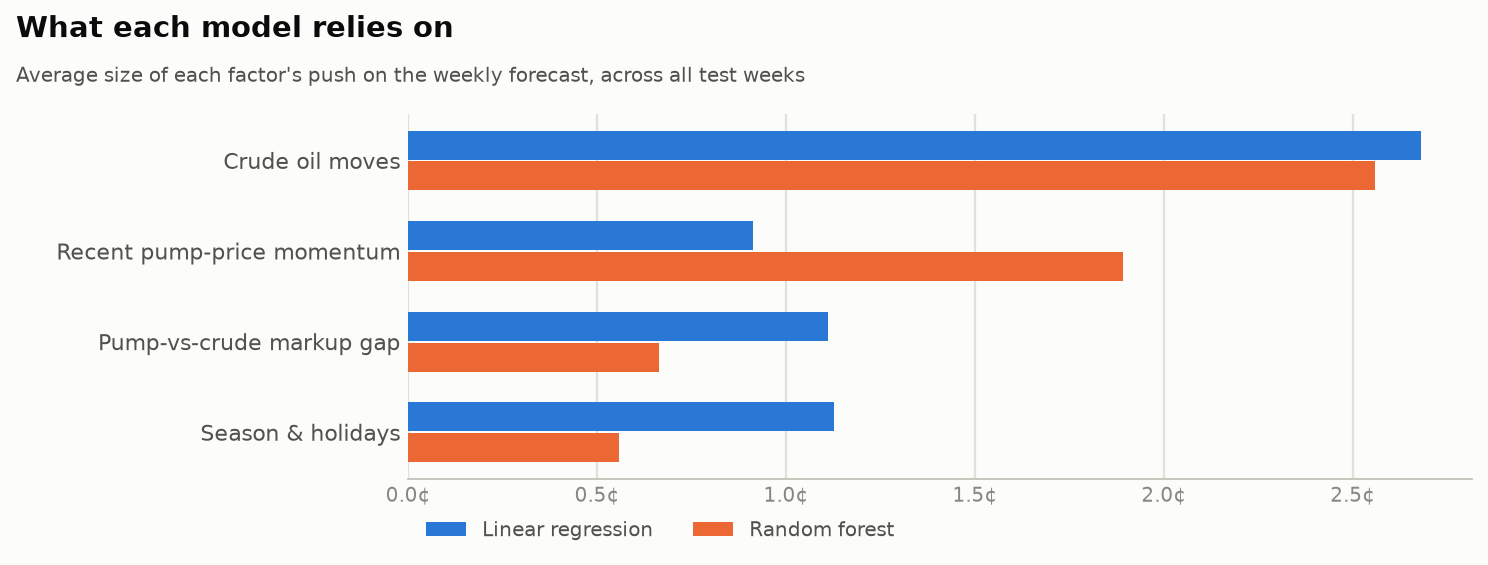 What each model relies on
Average size of each factor's push on the weekly forecast, across all test weeks
Crude oil moves
Recent pump-price momentum
Pump-vs-crude markup gap
Season & holidays
0.0¢ 0.5¢ 1.0¢ 1.5¢ 2.0¢ 2.5¢
Linear regression Random forest